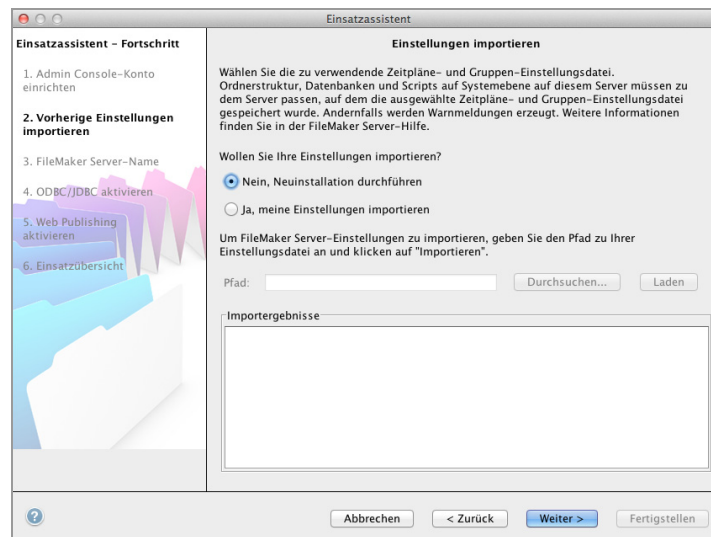 Einsatzassistent
Einsatzassistent – Fortschritt
1. Admin Console-Konto
einrichten
2. Vorherige Einstellungen
importieren
3. FileMaker Server-Name
4. ODBC/JDBC aktivieren
5. Web Publishing
aktivieren
6. Einsatzübersicht
Einstellungen importieren
Wählen Sie die zu verwendende Zeitpläne- und Gruppen-Einstellungsdatei.
Ordnerstruktur, Datenbanken und Scripts auf Systemebene auf diesem Server müssen zu
dem Server passen, auf dem die ausgewählte Zeitpläne- und Gruppen-Einstellungsdatei
gespeichert wurde. Andernfalls werden Warnmeldungen erzeugt. Weitere Informationen
finden Sie in der FileMaker Server-Hilfe.
Wollen Sie Ihre Einstellungen importieren?
Nein, Neuinstallation durchführen
Ja, meine Einstellungen importieren
Um FileMaker Server-Einstellungen zu importieren, geben Sie den Pfad zu Ihrer
Einstellungsdatei an und klicken auf "Importieren".
Pfad: Durchsuchen... Laden
Importergebnisse
? Abbrechen < Zurück Weiter > Fertigstellen